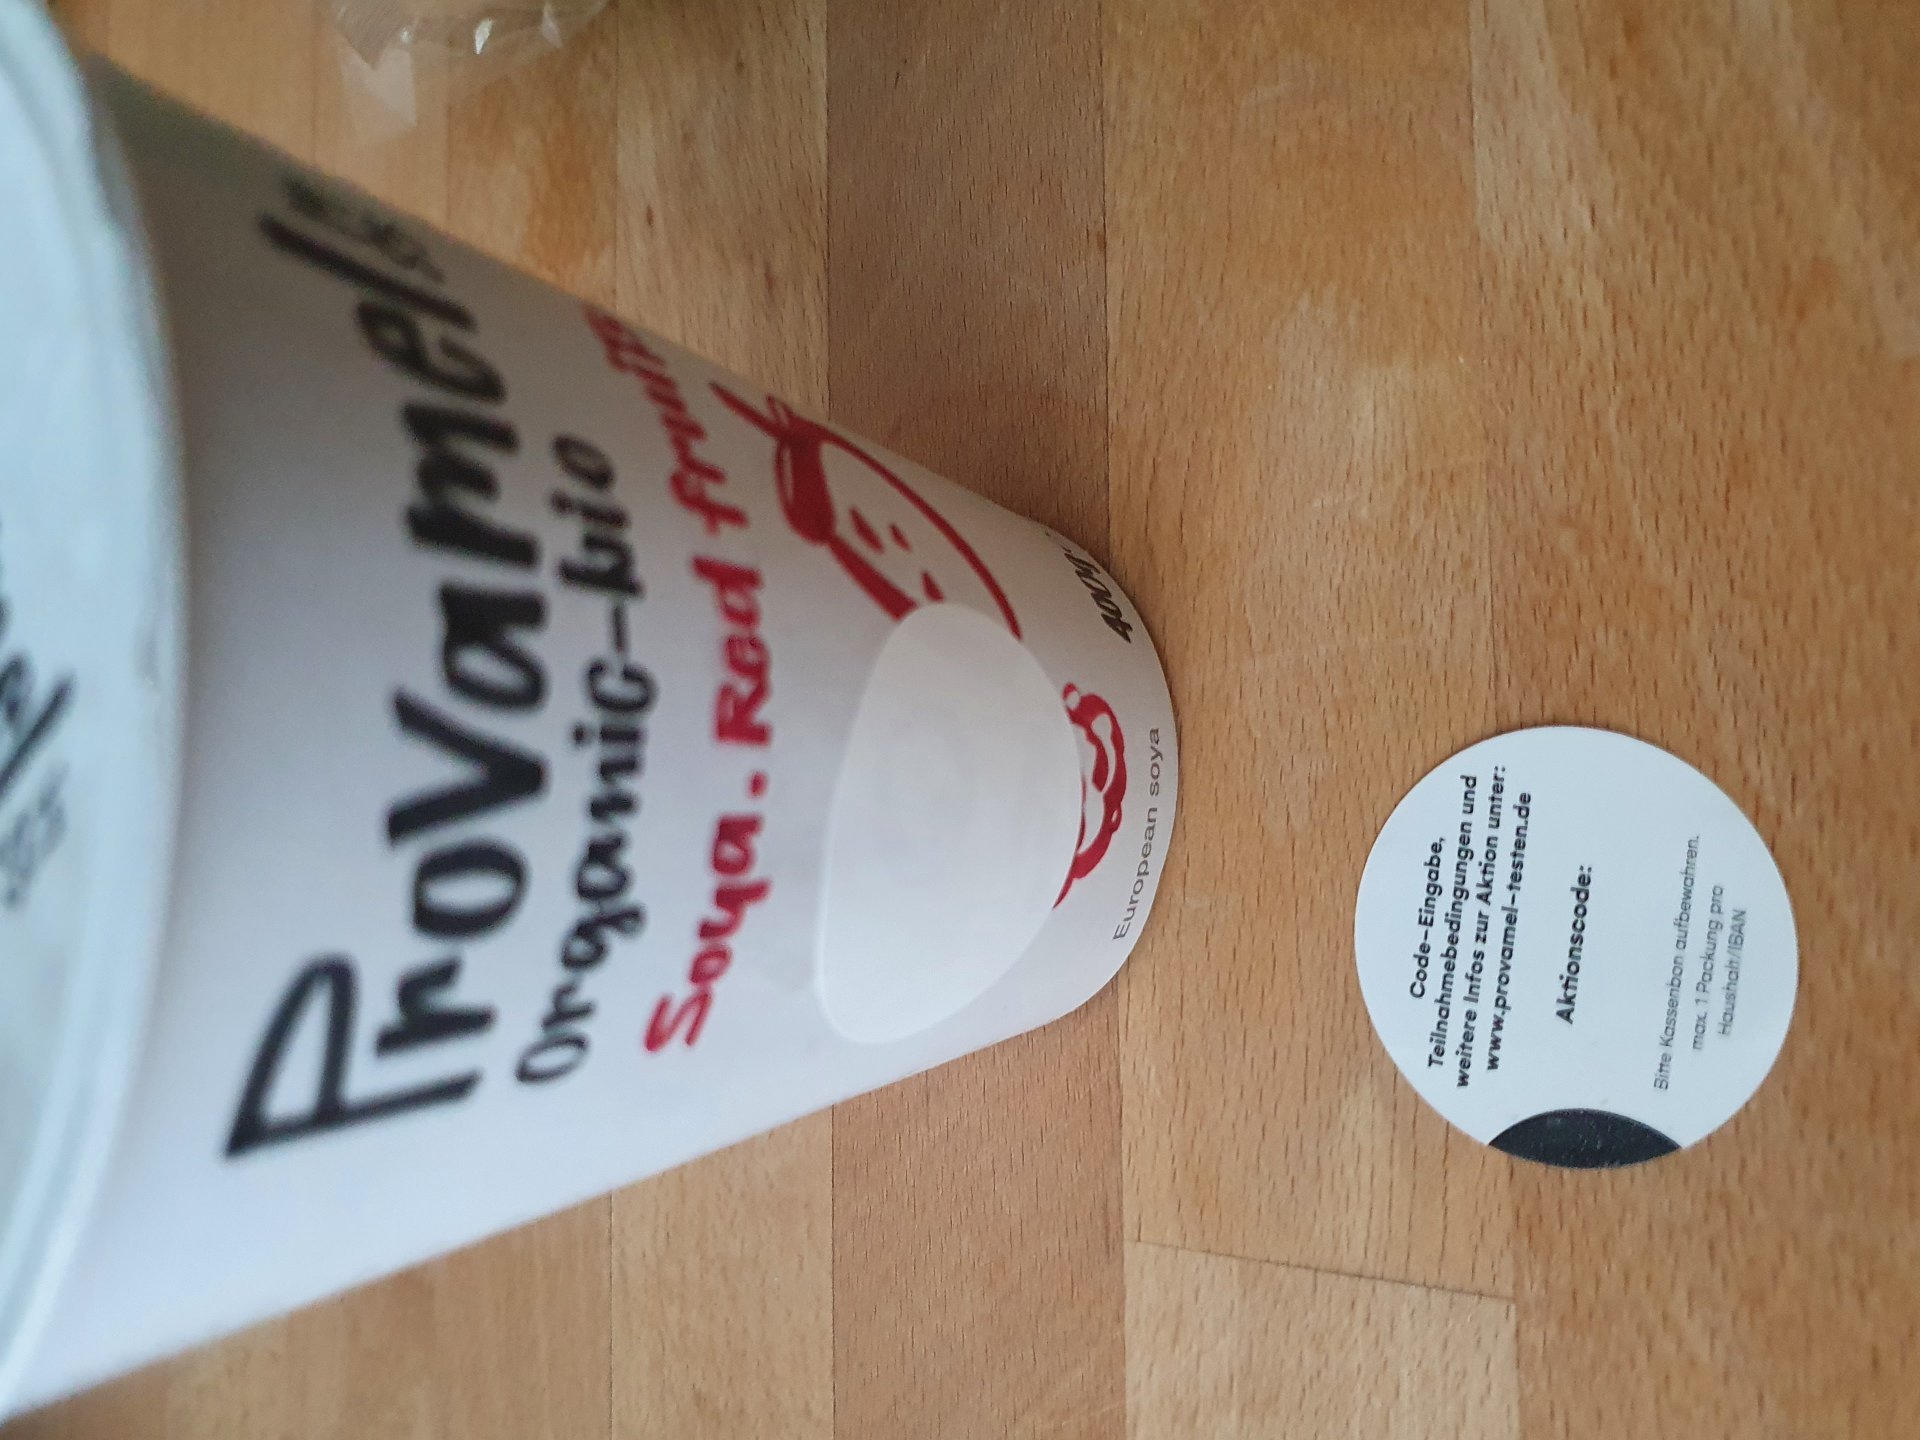 ProVamel
Organic-bio
Soya. Red fruits
400g
European soya
Code-Eingabe,
Teilnahmebedingungen und
weitere Infos zur Aktion unter:
www.provamel-testen.de
Aktionscode:
Bitte Kassenbon aufbewahren.
max. 1 Packung pro
Haushalt/IBAN